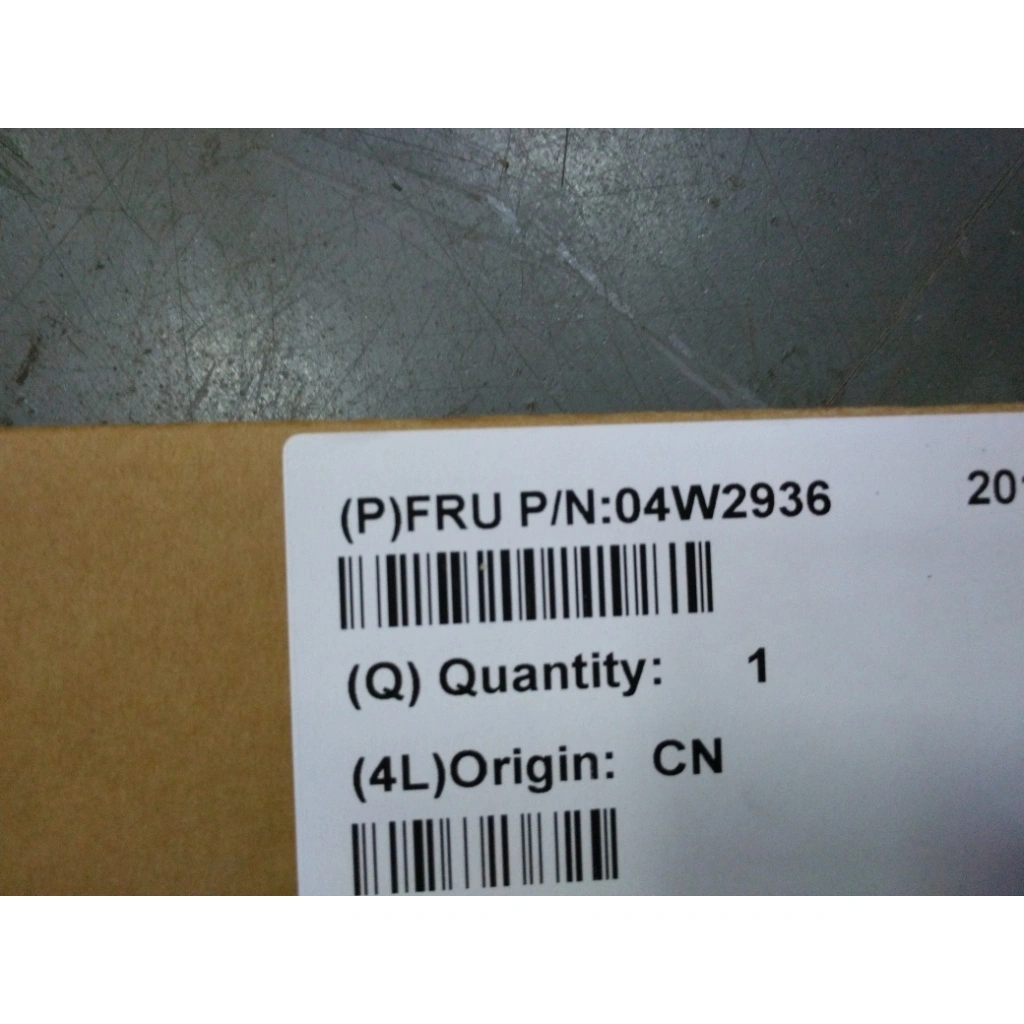 (P)FRU P/N:04W2936
(Q) Quantity: 1
(4L)Origin: CN